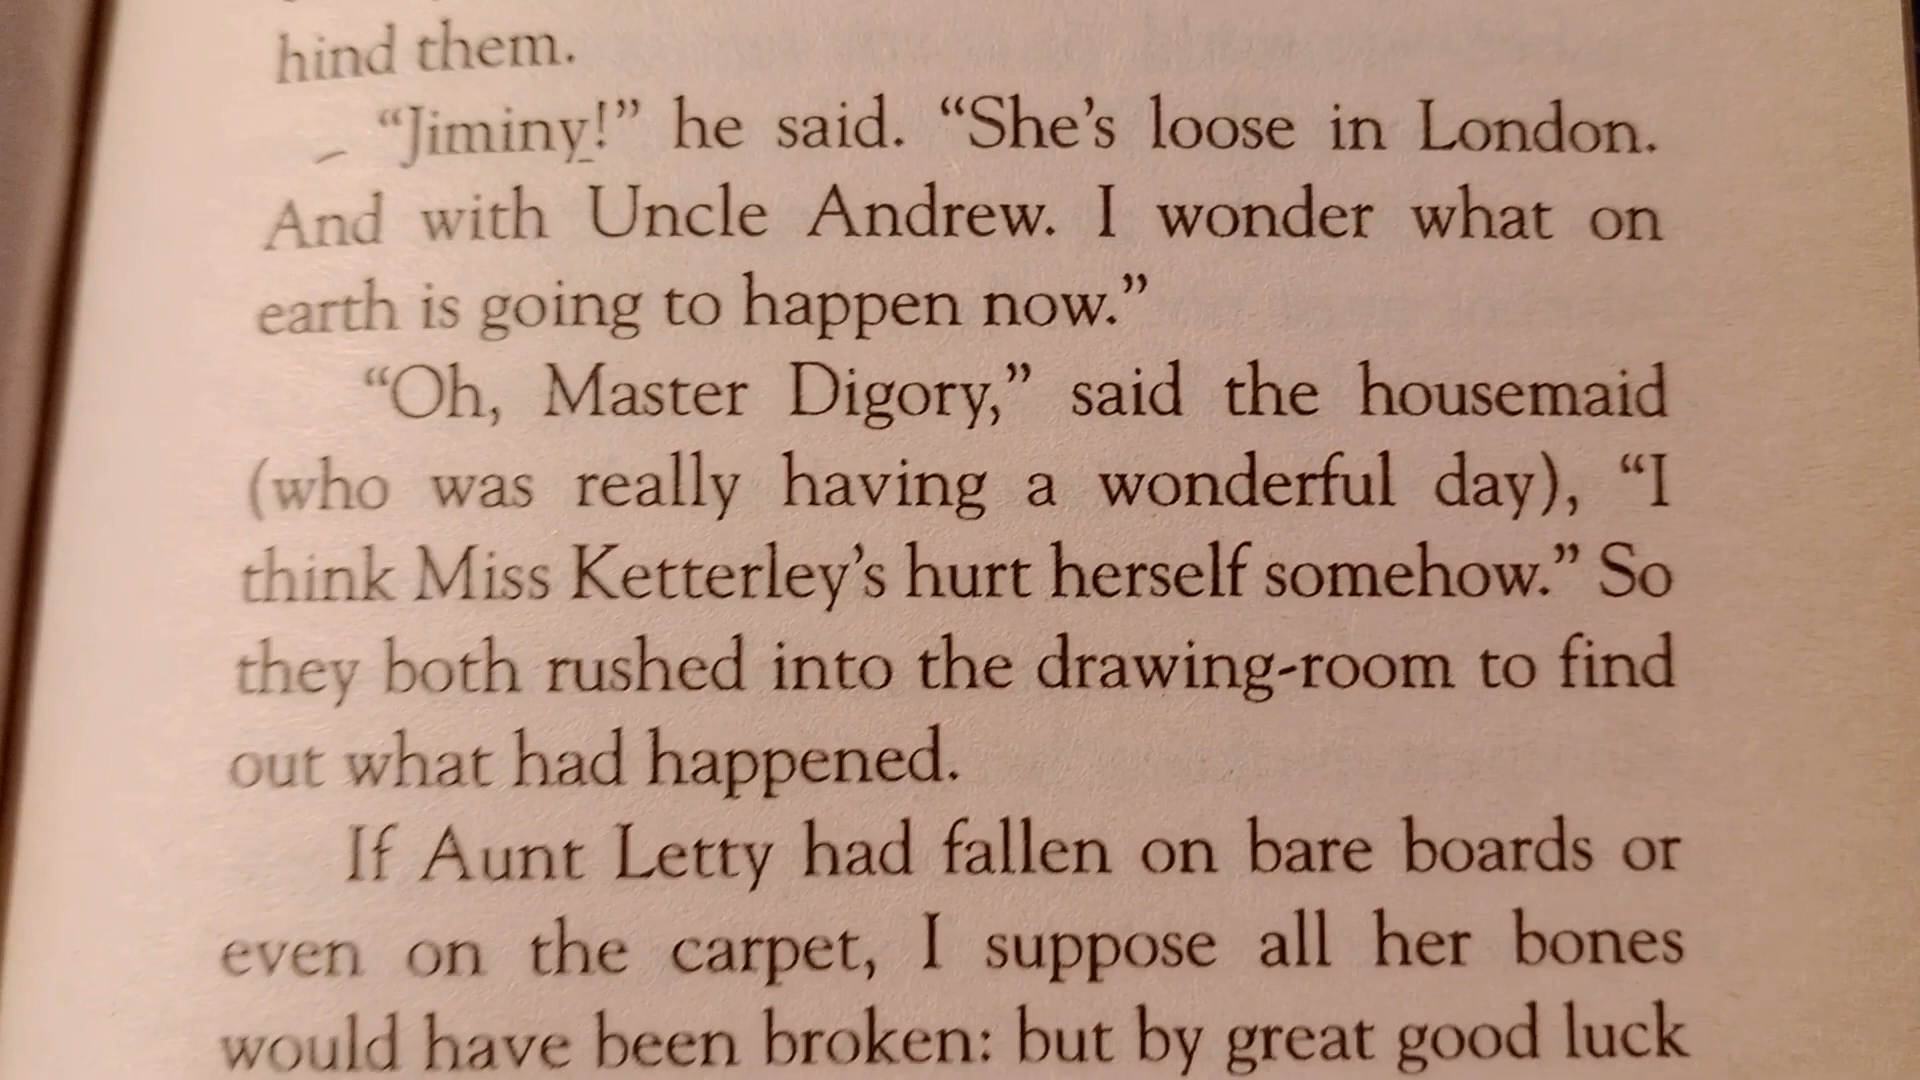 hind them.
“Jiminy!” he said. “She’s loose in London.
And with Uncle Andrew. I wonder what on
earth is going to happen now.”
“Oh, Master Digory,” said the housemaid
(who was really having a wonderful day), “I
think Miss Ketterley’s hurt herself somehow.” So
they both rushed into the drawing-room to find
out what had happened.
If Aunt Letty had fallen on bare boards or
even on the carpet, I suppose all her bones
would have been broken: but by great good luck